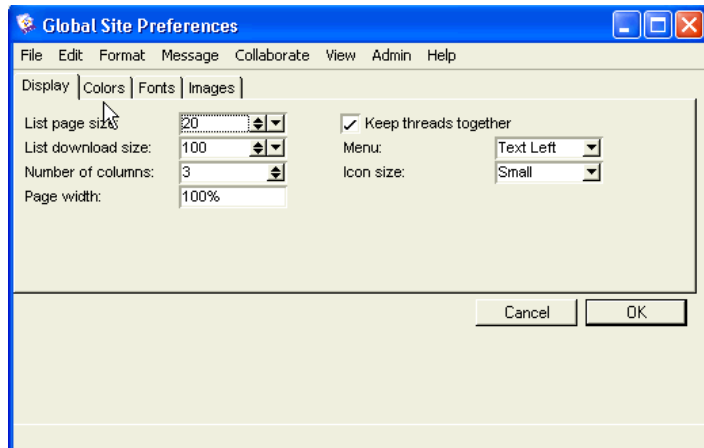 Global Site Preferences
File Edit Format Message Collaborate View Admin Help
Display Colors Fonts Images
List page size: 20 Keep threads together
List download size: 100 Menu: Text Left
Number of columns: 3 Icon size: Small
Page width: 100%
Cancel OK